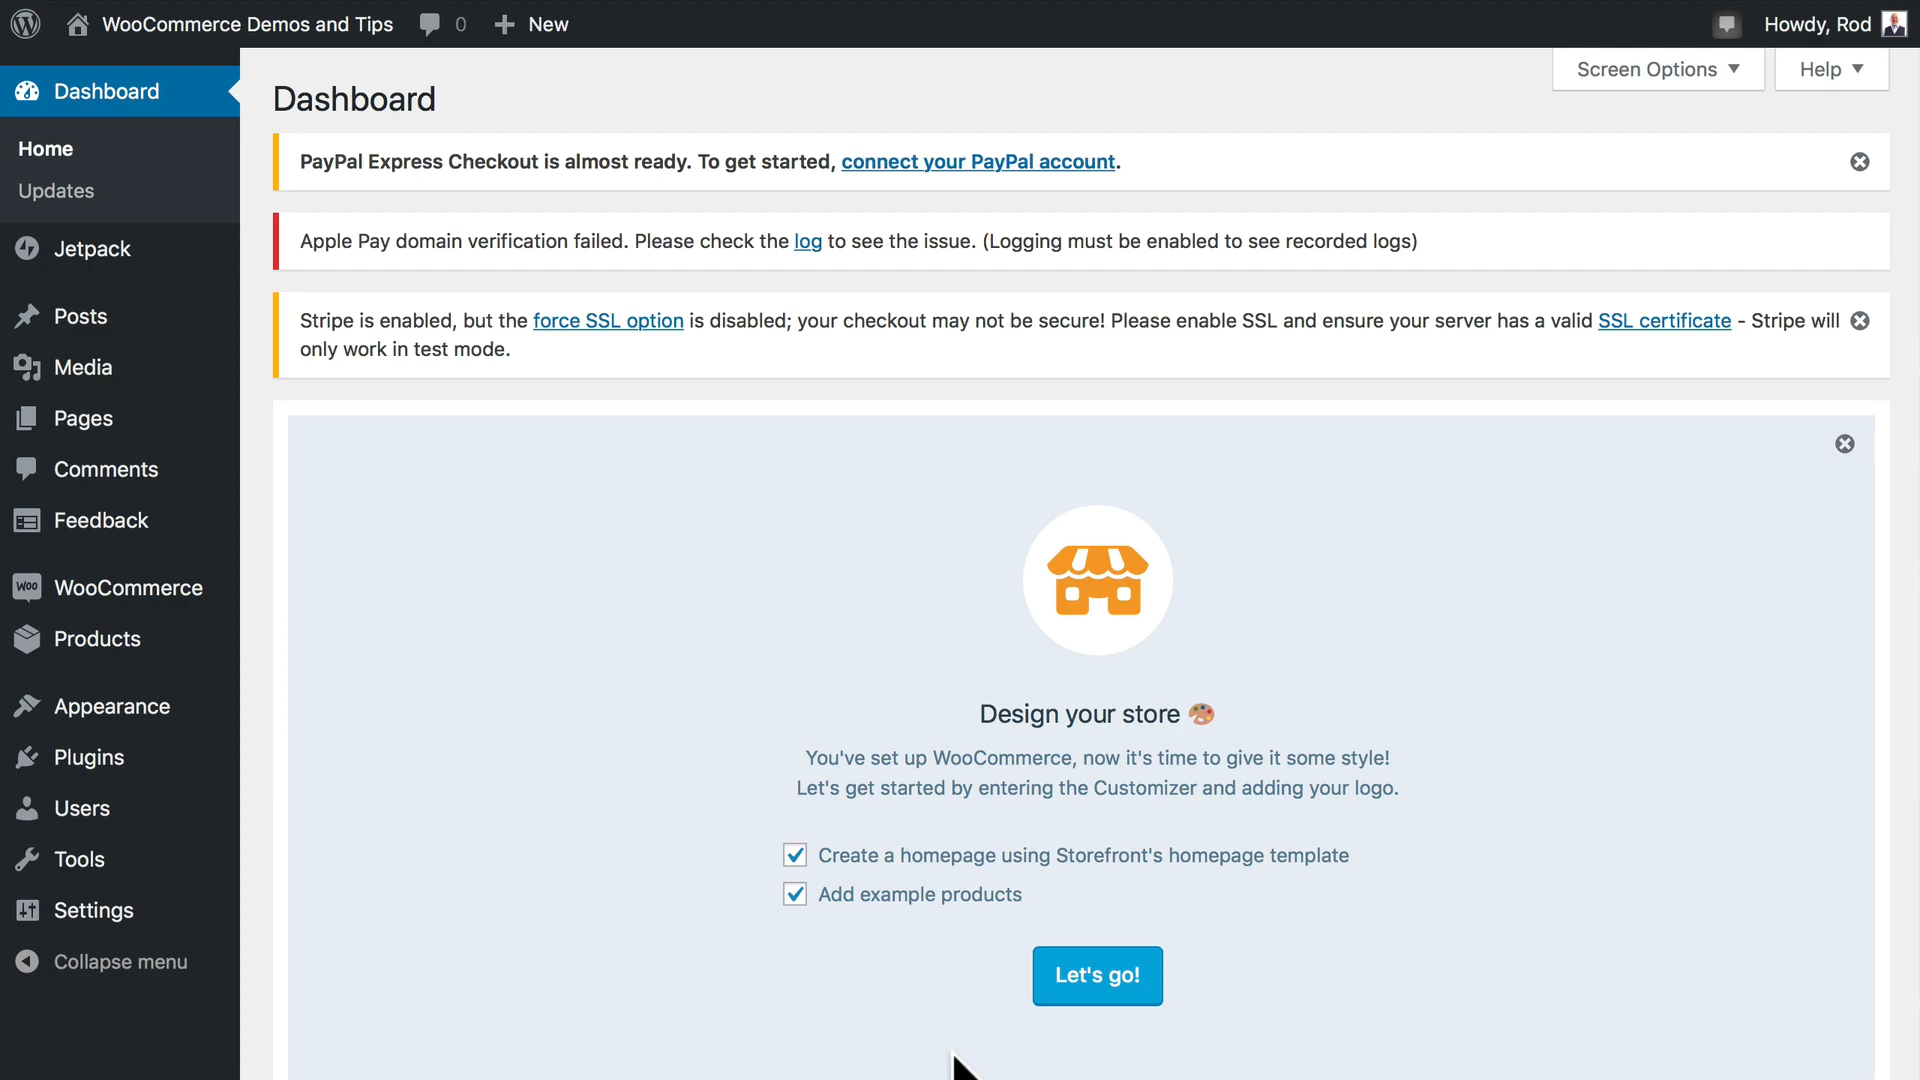 WooCommerce Demos and Tips
0
New
Howdy, Rod
Screen Options
Help
Dashboard
Home
Updates
Jetpack
Posts
Media
Pages
Comments
Feedback
WOO
WooCommerce
Products
Appearance
Plugins
Users
Tools
Settings
Collapse menu
Dashboard
PayPal Express Checkout is almost ready. To get started, connect your PayPal account.
Apple Pay domain verification failed. Please check the log to see the issue. (Logging must be enabled to see recorded logs)
Stripe is enabled, but the force SSL option is disabled; your checkout may not be secure! Please enable SSL and ensure your server has a valid SSL certificate - Stripe will
only work in test mode.
Design your store 🎨
You've set up WooCommerce, now it's time to give it some style!
Let's get started by entering the Customizer and adding your logo.
Create a homepage using Storefront's homepage template
Add example products
Let's go!